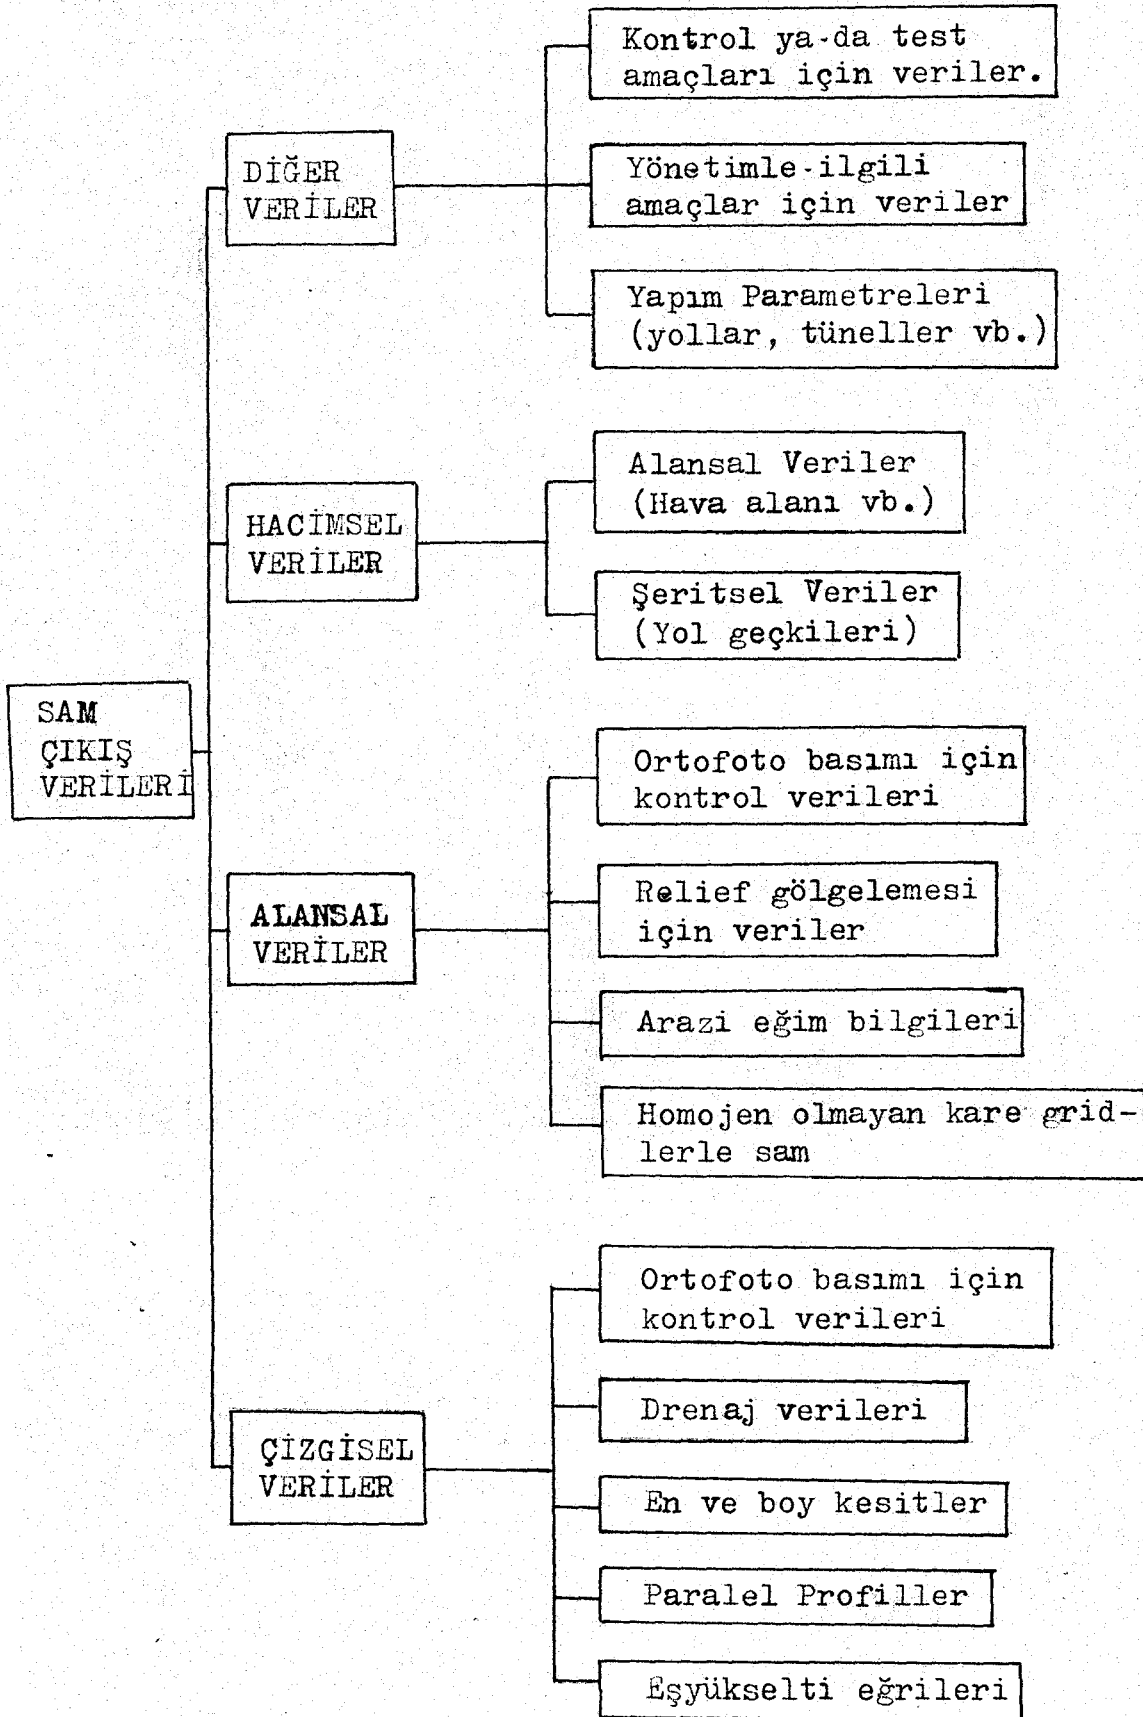 Kontrol ya-da test
amaçları için veriler.
DİĞER
VERİLER
Yönetimle-ilgili
amaçlar için veriler
Yapım Parametreleri
(yollar, tüneller vb.)
HACİMSEL
VERİLER
Alansal Veriler
(Hava alanı vb.)
Şeritsel Veriler
(Yol geçkileri)
SAM
ÇIKIŞ
VERİLERİ
Ortofoto basımı için
kontrol verileri
ALANSAL
VERİLER
Relief gölgelemesi
için veriler
Arazi eğim bilgileri
Homojen olmayan kare grid-
lerle sam
Ortofoto basımı için
kontrol verileri
Drenaj verileri
ÇİZGİSEL
VERİLER
En ve boy kesitler
Paralel Profiller
Eşyükselti eğrileri